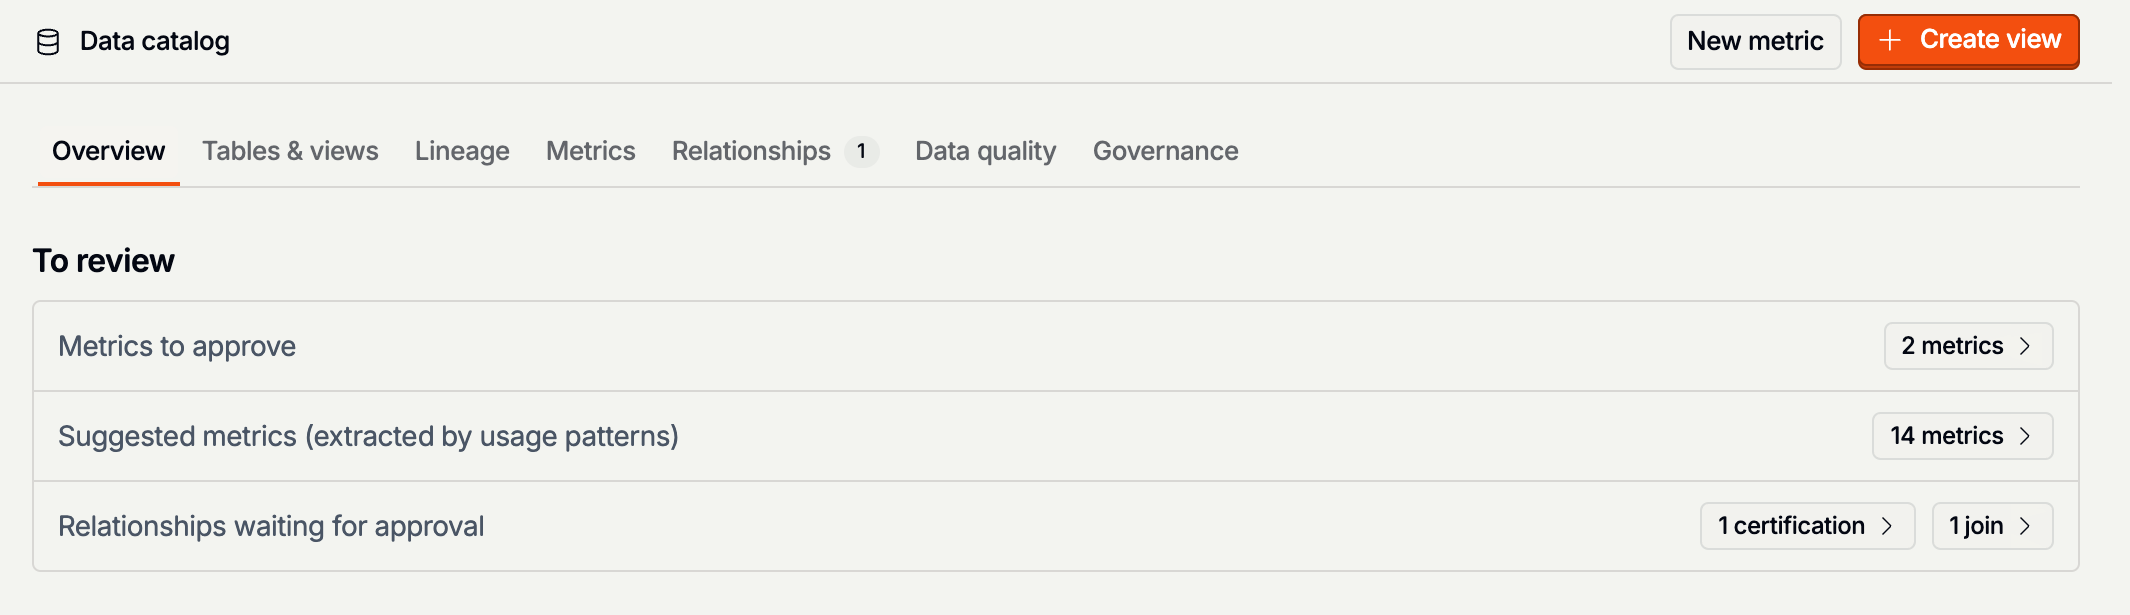 Data catalog
New metric
Create view
Overview
Tables & views
Lineage
Metrics
Relationships 1
Data quality
Governance
To review
Metrics to approve
2 metrics
Suggested metrics (extracted by usage patterns)
14 metrics
Relationships waiting for approval
1 certification
1 join